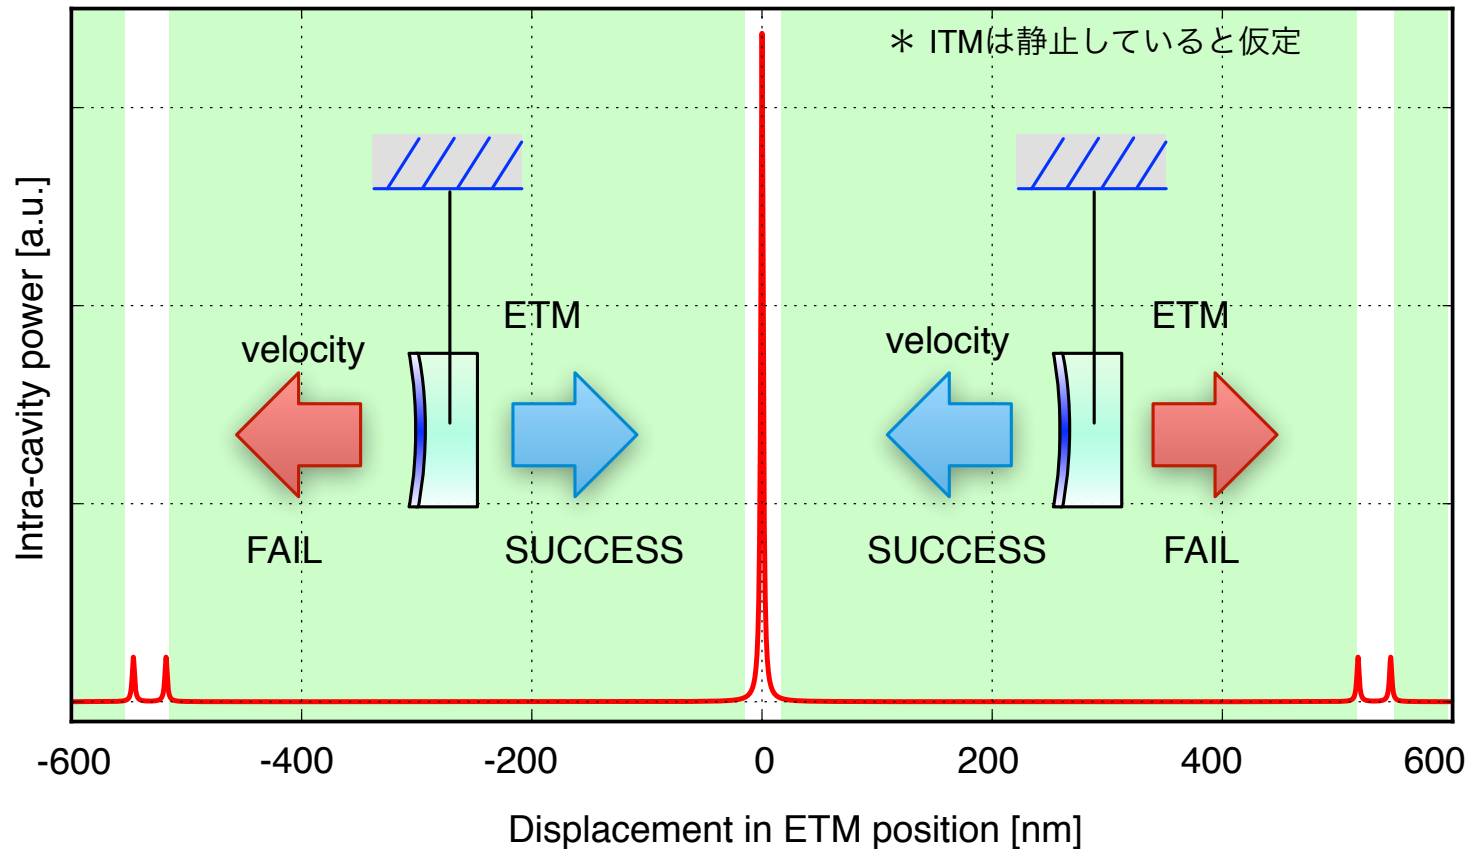 ＊ ITMは静止していると仮定
Intra-cavity power [a.u.]
ETM
velocity
FAIL
SUCCESS
ETM
velocity
SUCCESS
FAIL
-600 -400 -200 0 200 400 600
Displacement in ETM position [nm]